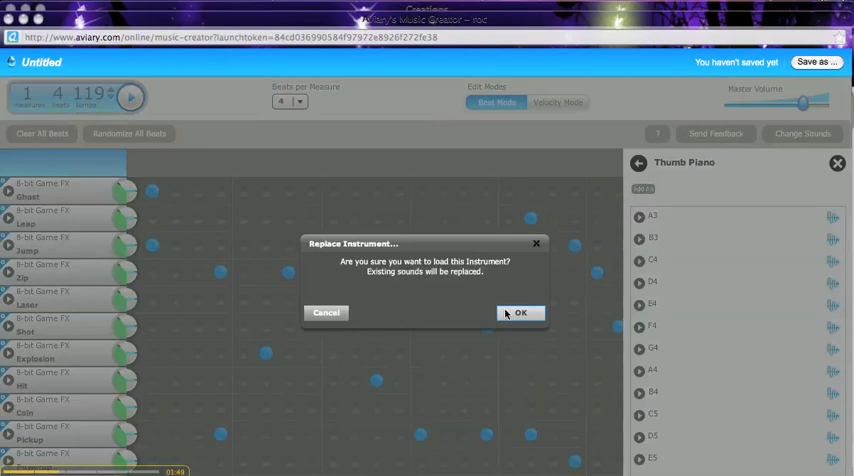 Creations
Aviary's Music Creator - roc
http://www.aviary.com/online/music-creator?launchtoken=84cd036990584f97972e8926f272fe38
Untitled
You haven't saved yet
Save as ...
1 4 119
measures beats tempo
Beats per Measure
4
Edit Modes
Beat Mode
Velocity Mode
Master Volume
Clear All Beats
Randomize All Beats
?
Send Feedback
Change Sounds
Thumb Piano
Add All
8-bit Game FX
Ghost
8-bit Game FX
Leap
8-bit Game FX
Jump
8-bit Game FX
Zip
8-bit Game FX
Laser
8-bit Game FX
Shot
8-bit Game FX
Explosion
8-bit Game FX
Hit
8-bit Game FX
Coin
8-bit Game FX
Pickup
8-bit Game FX
Replace Instrument...
Are you sure you want to load this Instrument?
Existing sounds will be replaced.
Cancel
OK
A3
B3
C4
D4
E4
F4
G4
A4
B4
C5
D5
E5
01:49